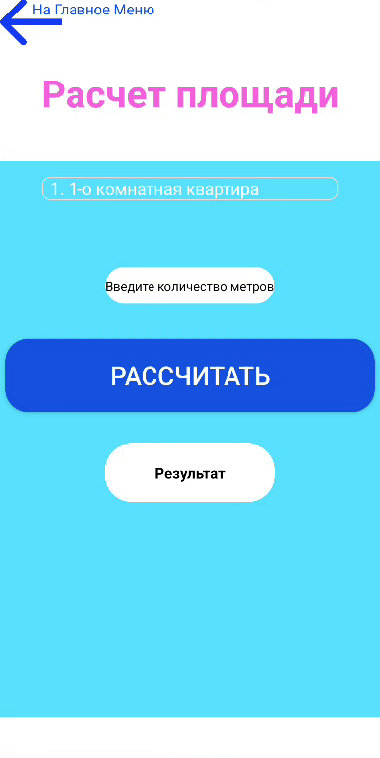 На Главное Меню
Расчет площади
1. 1-о комнатная квартира
Введите количество метров
РАССЧИТАТЬ
Результат